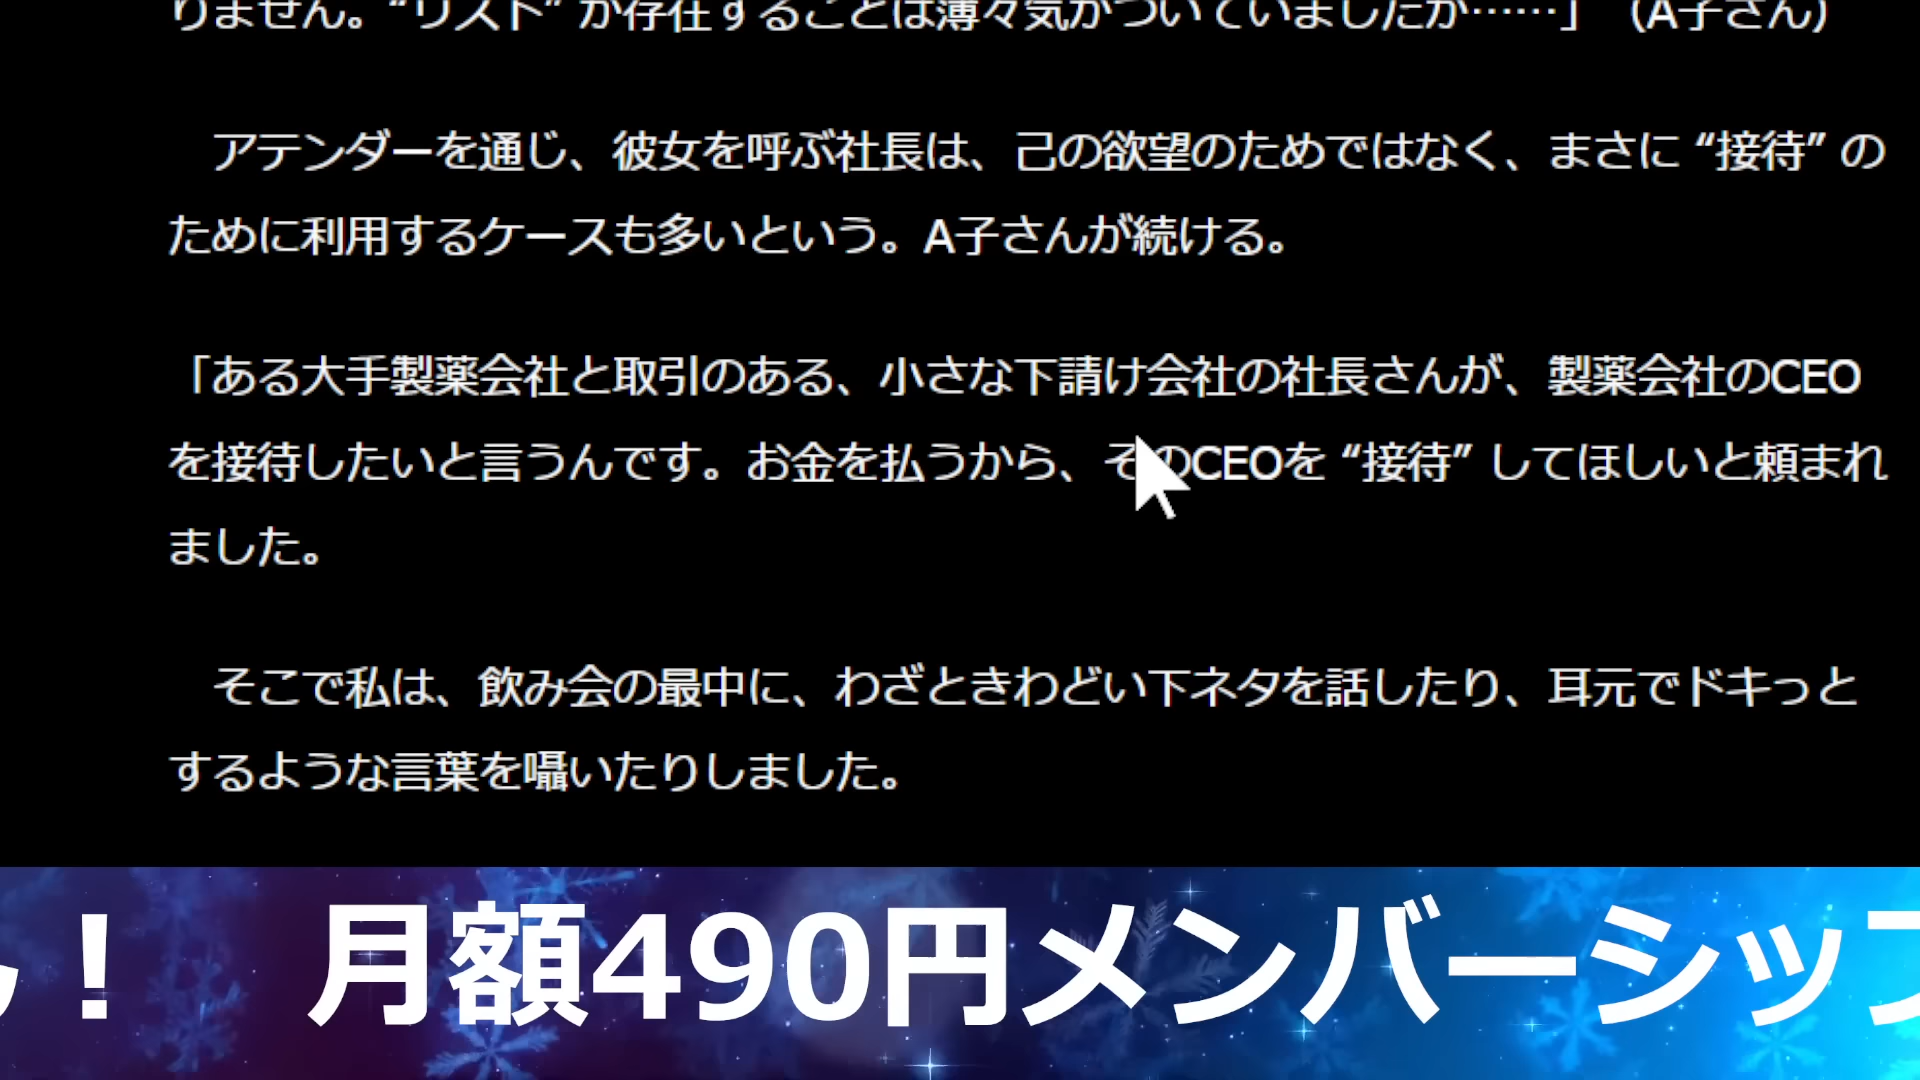 りません。“リスト” が存在することは薄々気がついていましたが……」（A子さん）
アテンダーを通じ、彼女を呼ぶ社長は、己の欲望のためではなく、まさに “接待” の
ために利用するケースも多いという。A子さんが続ける。
「ある大手製薬会社と取引のある、小さな下請け会社の社長さんが、製薬会社のCEO
を接待したいと言うんです。お金を払うから、そのCEOを “接待” してほしいと頼まれ
ました。
そこで私は、飲み会の最中に、わざときわどい下ネタを話したり、耳元でドキっと
するような言葉を囁いたりしました。
！ 月額490円メンバーシップ